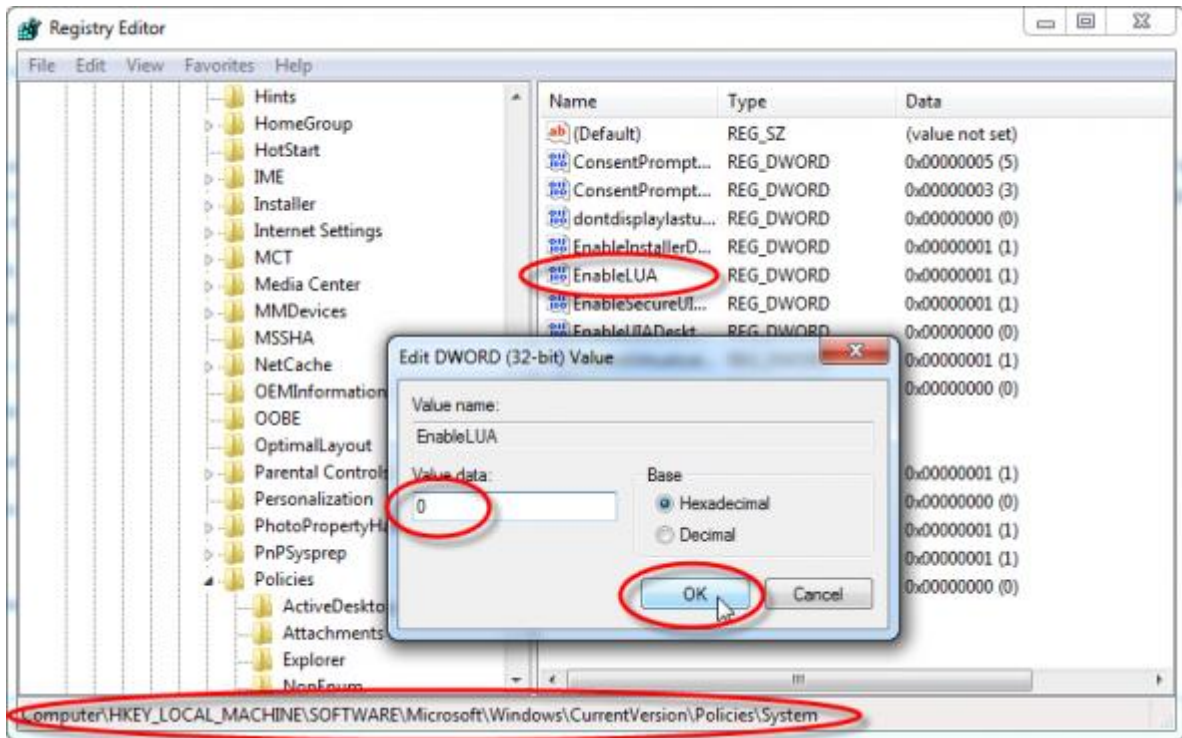 Registry Editor
File Edit View Favorites Help
Hints
HomeGroup
HotStart
IME
Installer
Internet Settings
MCT
Media Center
MMDevices
MSSHA
NetCache
OEMInformation
OOBE
OptimalLayout
Parental Controls
Personalization
PhotoPropertyHa
PnPSysprep
Policies
ActiveDeskto
Attachments
Explorer
NonEnum
Name Type Data
(Default) REG_SZ (value not set)
ConsentPrompt... REG_DWORD 0x00000005 (5)
ConsentPrompt... REG_DWORD 0x00000003 (3)
dontdisplaylastu... REG_DWORD 0x00000000 (0)
EnableInstallerD... REG_DWORD 0x00000001 (1)
EnableLUA REG_DWORD 0x00000001 (1)
EnableSecureUI... REG_DWORD 0x00000001 (1)
EnableUIADeskt... REG_DWORD 0x00000000 (0)
0x00000001 (1)
0x00000000 (0)
0x00000001 (1)
0x00000000 (0)
0x00000001 (1)
0x00000001 (1)
0x00000000 (0)
Edit DWORD (32-bit) Value
Value name:
EnableLUA
Value data:
0
Base
Hexadecimal
Decimal
OK Cancel
Computer\HKEY_LOCAL_MACHINE\SOFTWARE\Microsoft\Windows\CurrentVersion\Policies\System